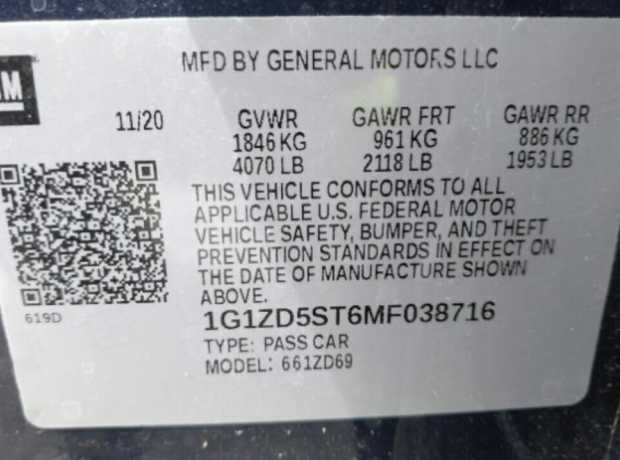 GM
MFD BY GENERAL MOTORS LLC
11/20 GVWR GAWR FRT GAWR RR
1846 KG 961 KG 886 KG
4070 LB 2118 LB 1953 LB
THIS VEHICLE CONFORMS TO ALL
APPLICABLE U.S. FEDERAL MOTOR
VEHICLE SAFETY, BUMPER, AND THEFT
PREVENTION STANDARDS IN EFFECT ON
THE DATE OF MANUFACTURE SHOWN
ABOVE.
619D
1G1ZD5ST6MF038716
TYPE: PASS CAR
MODEL: 661ZD69